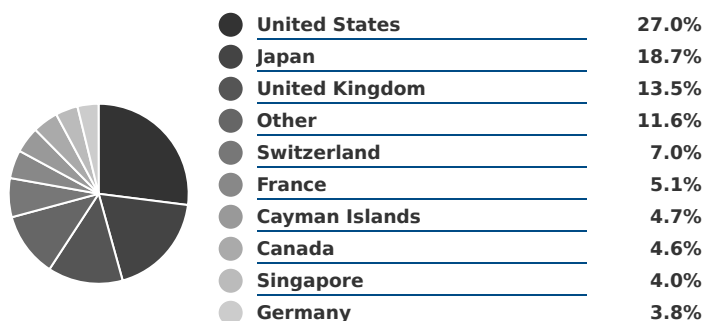 United States 27.0%
Japan 18.7%
United Kingdom 13.5%
Other 11.6%
Switzerland 7.0%
France 5.1%
Cayman Islands 4.7%
Canada 4.6%
Singapore 4.0%
Germany 3.8%